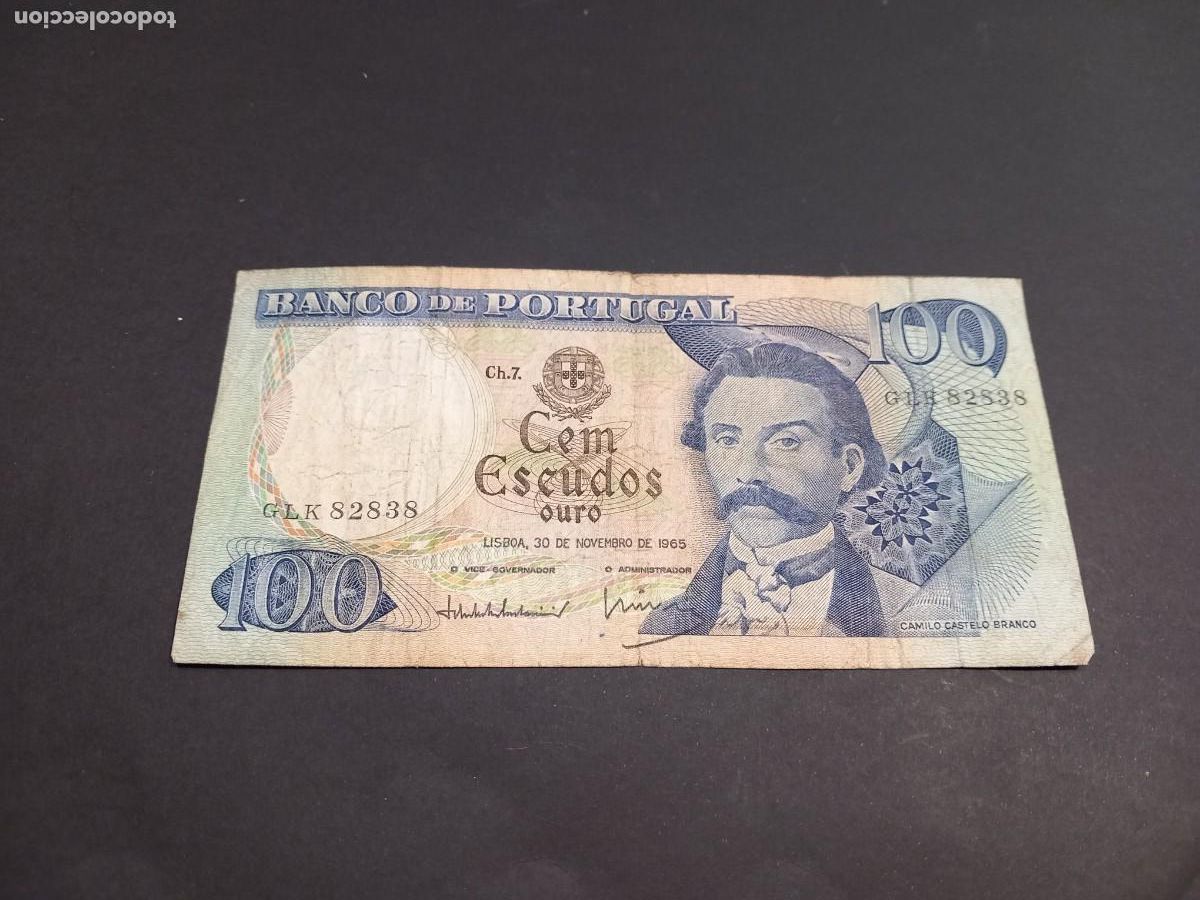 todocoleccion
BANCO DE PORTUGAL
100
Ch.7.
GLK 82838
Cem
Escudos
ouro
GLK 82838
LISBOA, 30 DE NOVEMBRO DE 1965
O VICE-GOVERNADOR
O ADMINISTRADOR
100
CAMILO CASTELO BRANCO